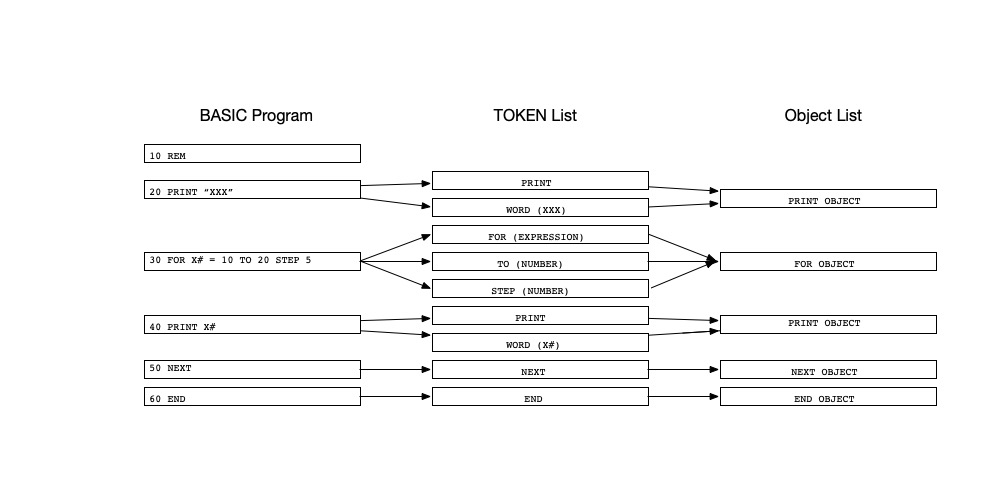 BASIC Program
TOKEN List
Object List
10 REM
20 PRINT “XXX”
30 FOR X# = 10 TO 20 STEP 5
40 PRINT X#
50 NEXT
60 END
PRINT
WORD (XXX)
FOR (EXPRESSION)
TO (NUMBER)
STEP (NUMBER)
PRINT
WORD (X#)
NEXT
END
PRINT OBJECT
FOR OBJECT
PRINT OBJECT
NEXT OBJECT
END OBJECT